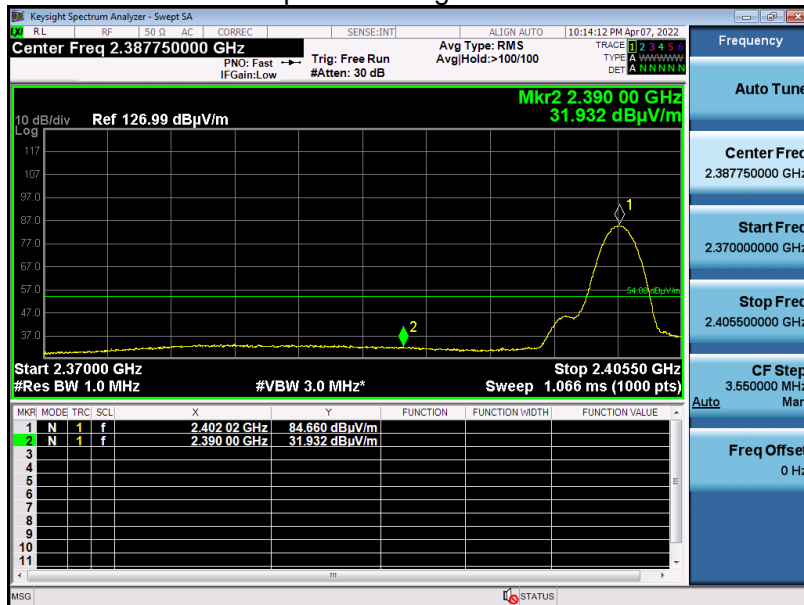 Keysight Spectrum Analyzer - Swept SA
LXI RL RF 50 Ω AC CORREC SENSE:INT ALIGN AUTO 10:14:12 PM Apr 07, 2022
Center Freq 2.387750000 GHz
PNO: Fast
IFGain:Low
Trig: Free Run
#Atten: 30 dB
Avg Type: RMS
Avg|Hold:>100/100
TRACE 1 2 3 4 5 6
TYPE A WWWWW
DET A N N N N N
Mkr2 2.390 00 GHz
31.932 dBµV/m
10 dB/div Ref 126.99 dBµV/m
Log
117
107
97.0
87.0
77.0
67.0
57.0
47.0
37.0
1
2
54.00 dBµV/m
Start 2.37000 GHz Stop 2.40550 GHz
#Res BW 1.0 MHz #VBW 3.0 MHz* Sweep 1.066 ms (1000 pts)
MKR MODE TRC SCL X Y FUNCTION FUNCTION WIDTH FUNCTION VALUE
1 N 1 f 2.402 02 GHz 84.660 dBµV/m
2 N 1 f 2.390 00 GHz 31.932 dBµV/m
3
4
5
6
7
8
9
10
11
MSG STATUS
Frequency
Auto Tune
Center Freq
2.387750000 GHz
Start Freq
2.370000000 GHz
Stop Freq
2.405500000 GHz
CF Step
3.550000 MHz
Auto Man
Freq Offset
0 Hz